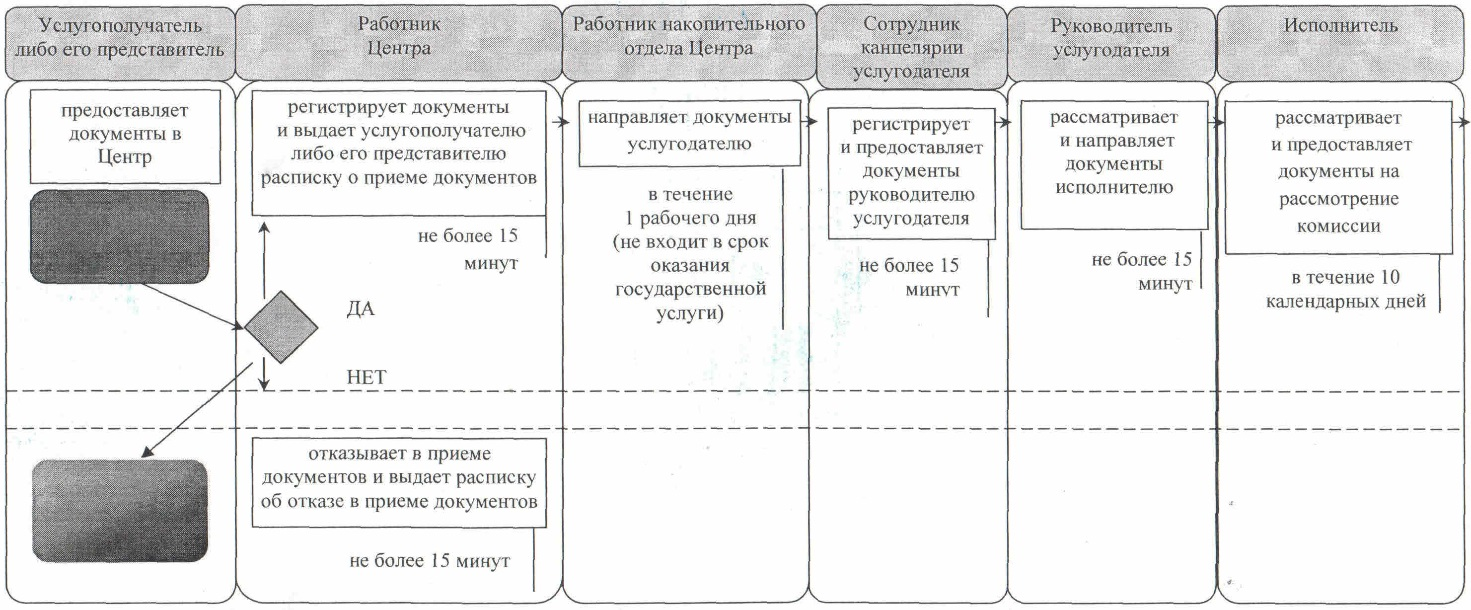 Услугополучатель
либо его представитель
Работник
Центра
Работник накопительного
отдела Центра
Сотрудник
канцелярии
услугодателя
Руководитель
услугодателя
Исполнитель
предоставляет
документы в
Центр
регистрирует документы
и выдает услугополучателю
либо его представителю
расписку о приеме документов
не более 15
минут
ДА
НЕТ
отказывает в приеме
документов и выдает расписку
об отказе в приеме документов
не более 15 минут
направляет документы
услугодателю
в течение
1 рабочего дня
(не входит в срок
оказания
государственной
услуги)
регистрирует
и предоставляет
документы
руководителю
услугодателя
не более 15
минут
рассматривает
и направляет
документы
исполнителю
не более 15
минут
рассматривает
и предоставляет
документы на
рассмотрение
комиссии
в течение 10
календарных дней